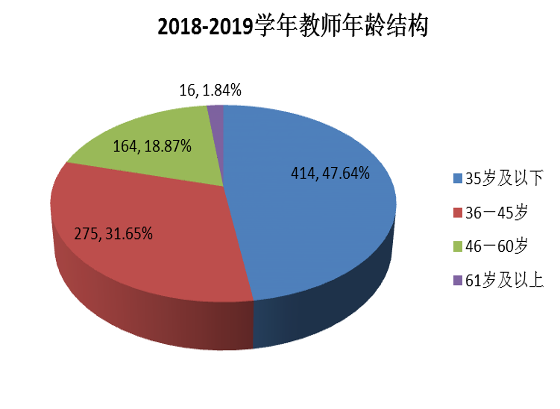 2018-2019学年教师年龄结构
16, 1.84%
164, 18.87%
414, 47.64%
275, 31.65%
35岁及以下
36－45岁
46－60岁
61岁及以上